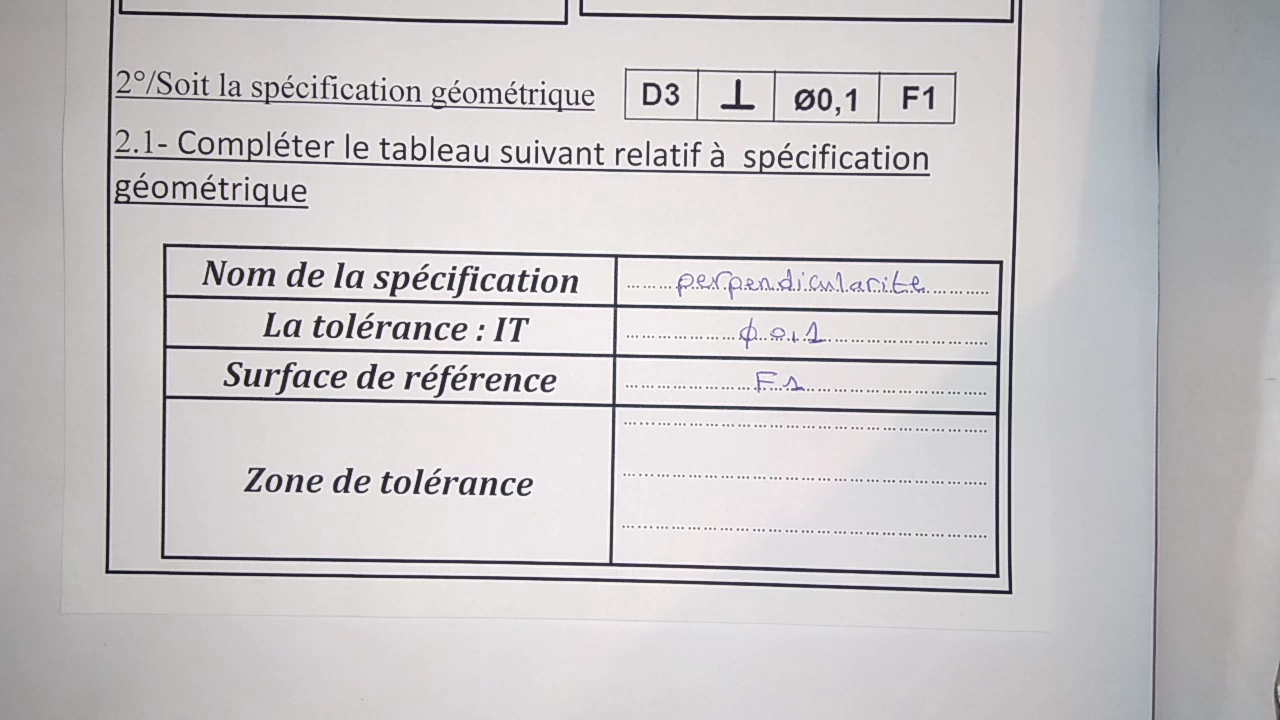 2°/Soit la spécification géométrique D3 ⊥ Ø0,1 F1
2.1- Compléter le tableau suivant relatif à spécification
géométrique
Nom de la spécification ......... perpendicularite ............
La tolérance : IT ..................... ϕ 0,1 ..............................
Surface de référence ........................ F1 ..................................
.....................................................................
Zone de tolérance .....................................................................
.....................................................................